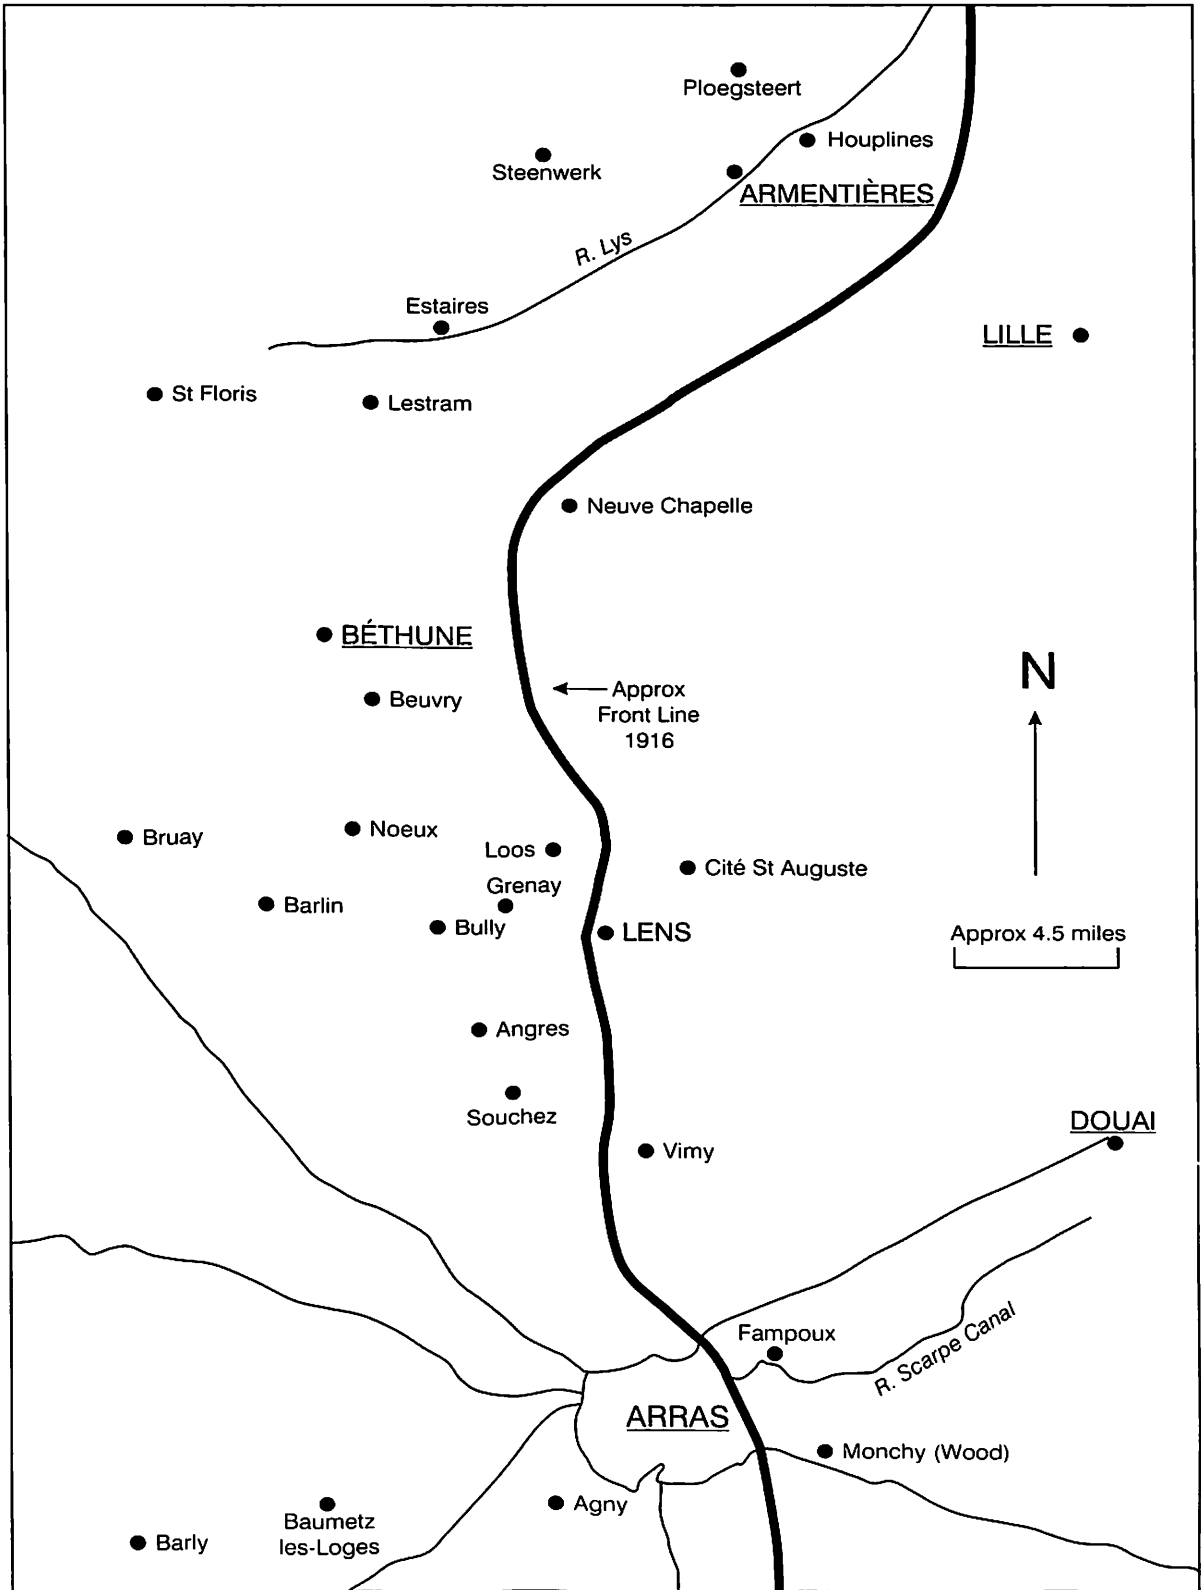 Ploegsteert
Houplines
Steenwerk
ARMENTIÈRES
R. Lys
Estaires
LILLE
St Floris
Lestram
Neuve Chapelle
BÉTHUNE
N
Beuvry
Approx
Front Line
1916
Bruay
Noeux
Loos
Cité St Auguste
Grenay
Barlin
Bully
LENS
Approx 4.5 miles
Angres
Souchez
DOUAI
Vimy
Fampoux
R. Scarpe Canal
ARRAS
Monchy (Wood)
Agny
Baumetz
les-Loges
Barly